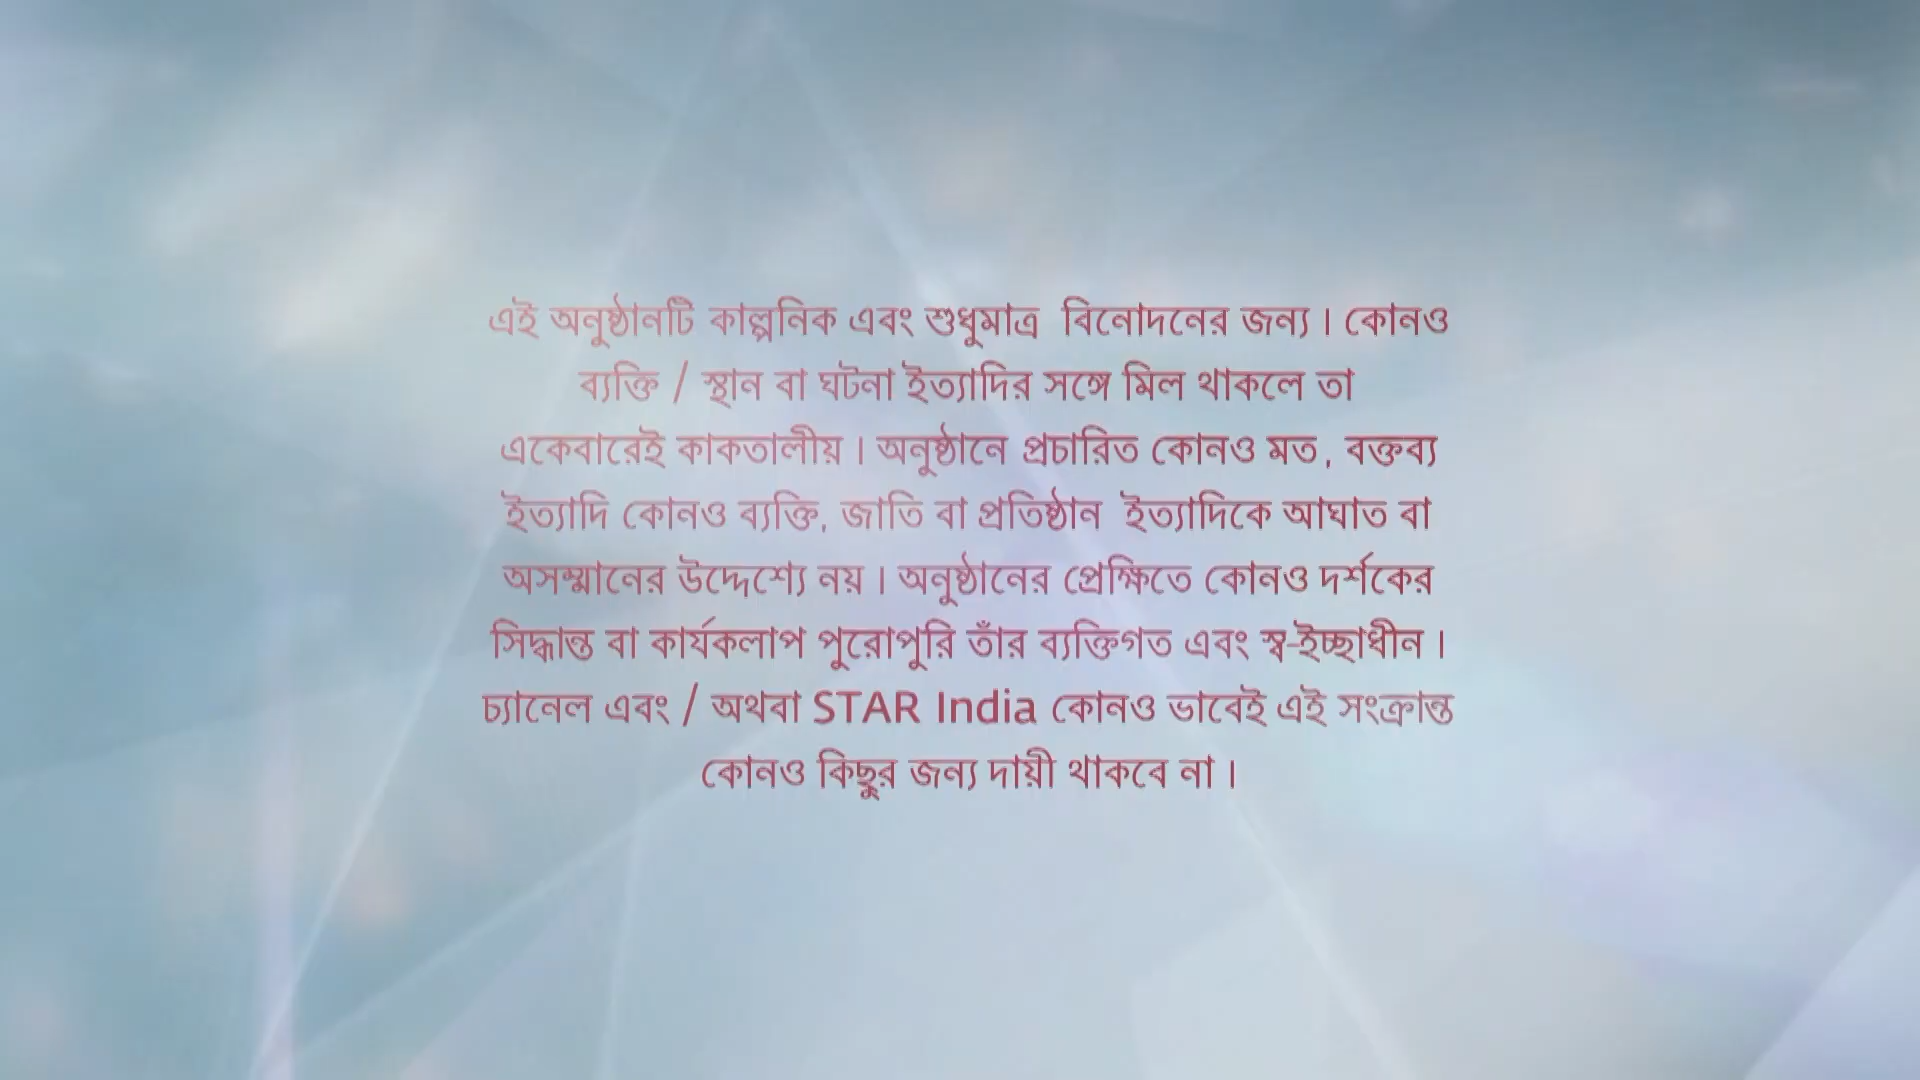 এই অনুষ্ঠানটি কাল্পনিক এবং শুধুমাত্র বিনোদনের জন্য । কোনও
ব্যক্তি / স্থান বা ঘটনা ইত্যাদির সঙ্গে মিল থাকলে তা
একেবারেই কাকতালীয় । অনুষ্ঠানে প্রচারিত কোনও মত , বক্তব্য
ইত্যাদি কোনও ব্যক্তি, জাতি বা প্রতিষ্ঠান ইত্যাদিকে আঘাত বা
অসম্মানের উদ্দেশ্যে নয় । অনুষ্ঠানের প্রেক্ষিতে কোনও দর্শকের
সিদ্ধান্ত বা কার্যকলাপ পুরোপুরি তাঁর ব্যক্তিগত এবং স্ব-ইচ্ছাধীন ।
চ্যানেল এবং / অথবা STAR India কোনও ভাবেই এই সংক্রান্ত
কোনও কিছুর জন্য দায়ী থাকবে না ।